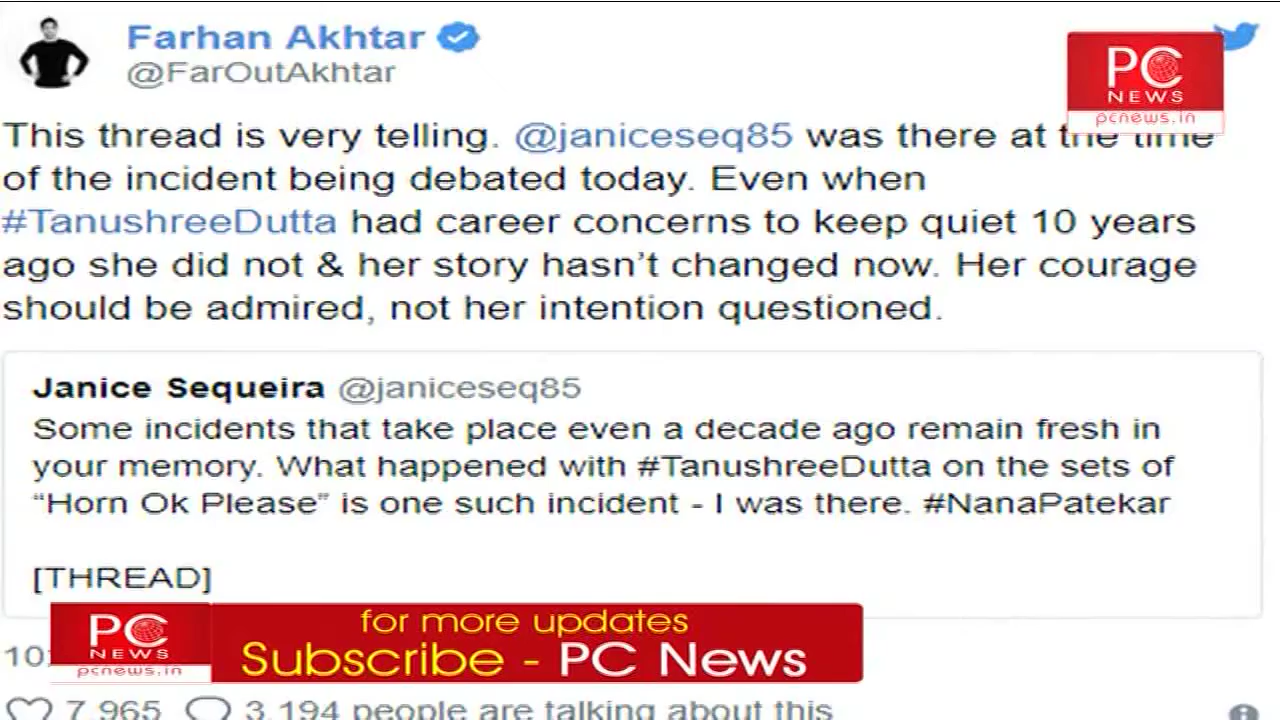 Farhan Akhtar
@FarOutAkhtar
PC
NEWS
pcnews.in
This thread is very telling. @janiceseq85 was there at the time
of the incident being debated today. Even when
#TanushreeDutta had career concerns to keep quiet 10 years
ago she did not & her story hasn’t changed now. Her courage
should be admired, not her intention questioned.
Janice Sequeira @janiceseq85
Some incidents that take place even a decade ago remain fresh in
your memory. What happened with #TanushreeDutta on the sets of
“Horn Ok Please” is one such incident - I was there. #NanaPatekar
[THREAD]
PC
NEWS
pcnews.in
for more updates
Subscribe - PC News
7,965 3,194 people are talking about this